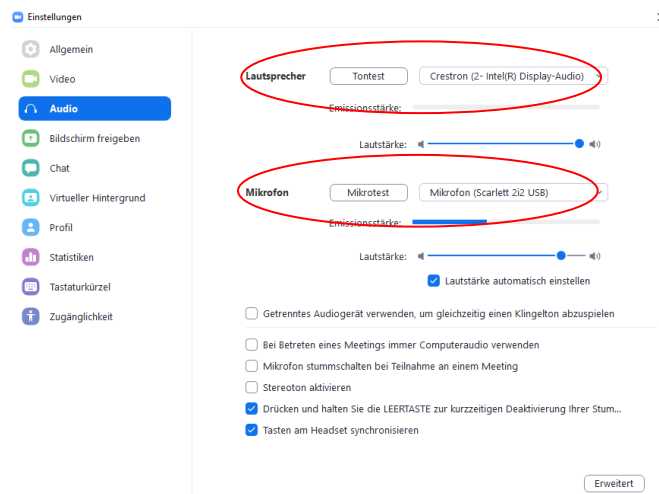 Einstellungen
Allgemein
Video
Audio
Bildschirm freigeben
Chat
Virtueller Hintergrund
Profil
Statistiken
Tastaturkürzel
Zugänglichkeit
Lautsprecher Tontest Crestron (2- Intel(R) Display-Audio)
Emissionsstärke:
Lautstärke:
Mikrofon Mikrotest Mikrofon (Scarlett 2i2 USB)
Emissionsstärke:
Lautstärke:
Lautstärke automatisch einstellen
Getrenntes Audiogerät verwenden, um gleichzeitig einen Klingelton abzuspielen
Bei Betreten eines Meetings immer Computeraudio verwenden
Mikrofon stummschalten bei Teilnahme an einem Meeting
Stereoton aktivieren
Drücken und halten Sie die LEERTASTE zur kurzzeitigen Deaktivierung Ihrer Stum...
Tasten am Headset synchronisieren
Erweitert